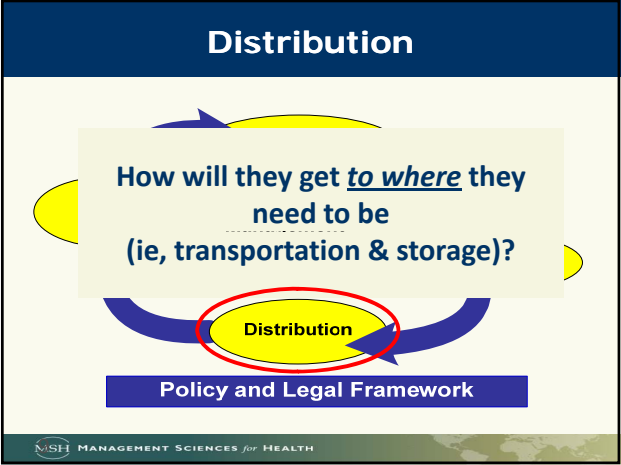 Distribution
How will they get to where they
need to be
(ie, transportation & storage)?
Distribution
Policy and Legal Framework
MSH MANAGEMENT SCIENCES for HEALTH